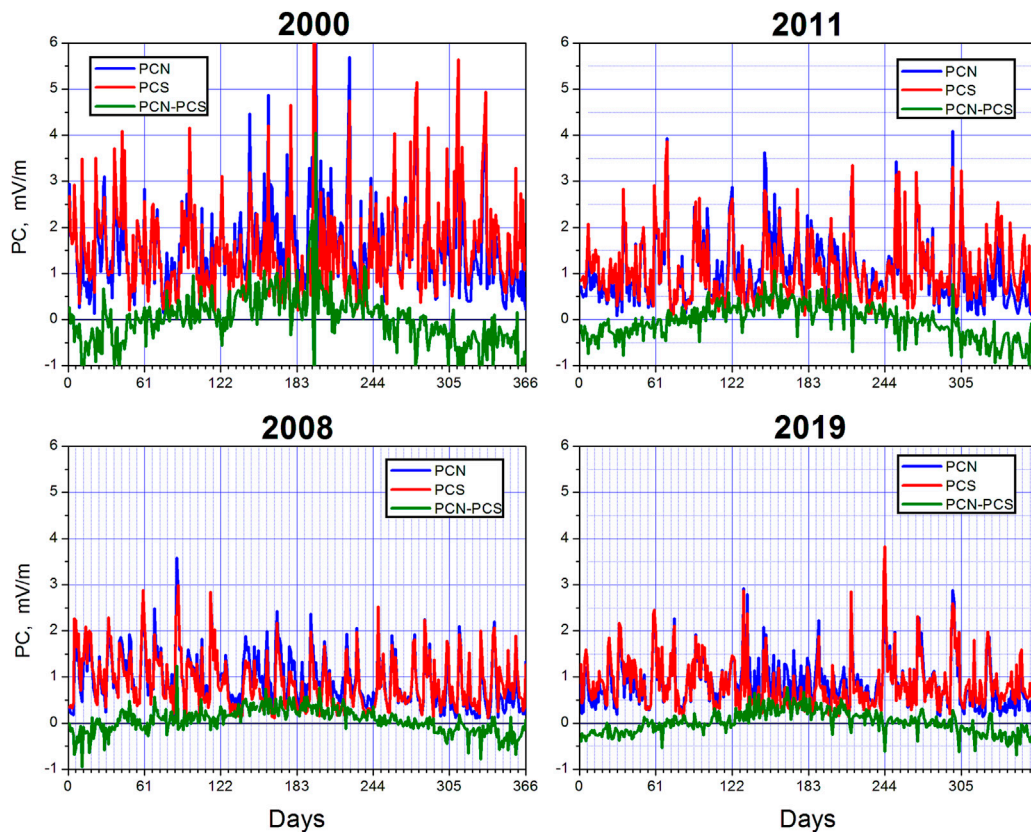 2000
6
5
4
3
2
1
0
-1
PC, mV/m
PCN
PCS
PCN-PCS
0 61 122 183 244 305 366
2011
6
5
4
3
2
1
0
-1
PCN
PCS
PCN-PCS
0 61 122 183 244 305
2008
6
5
4
3
2
1
0
-1
PC, mV/m
PCN
PCS
PCN-PCS
0 61 122 183 244 305 366
Days
2019
6
5
4
3
2
1
0
-1
PCN
PCS
PCN-PCS
0 61 122 183 244 305
Days